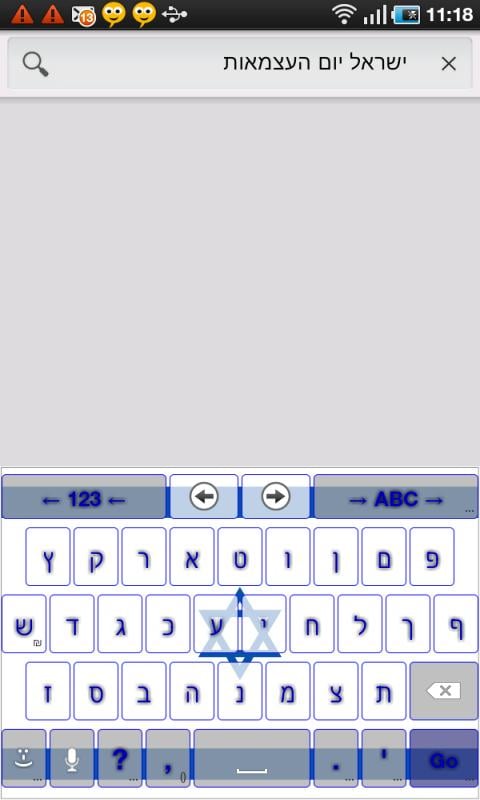 13 11:18
ישראל יום העצמאות
← 123 ← → ABC → ...
ץ ק ר א ט ו ן ם פ
ש ₪ ד ג כ ע י ח ל ך ף
ז ס ב ה נ מ צ ת
... ? ... , () . ... ' ... Go ...